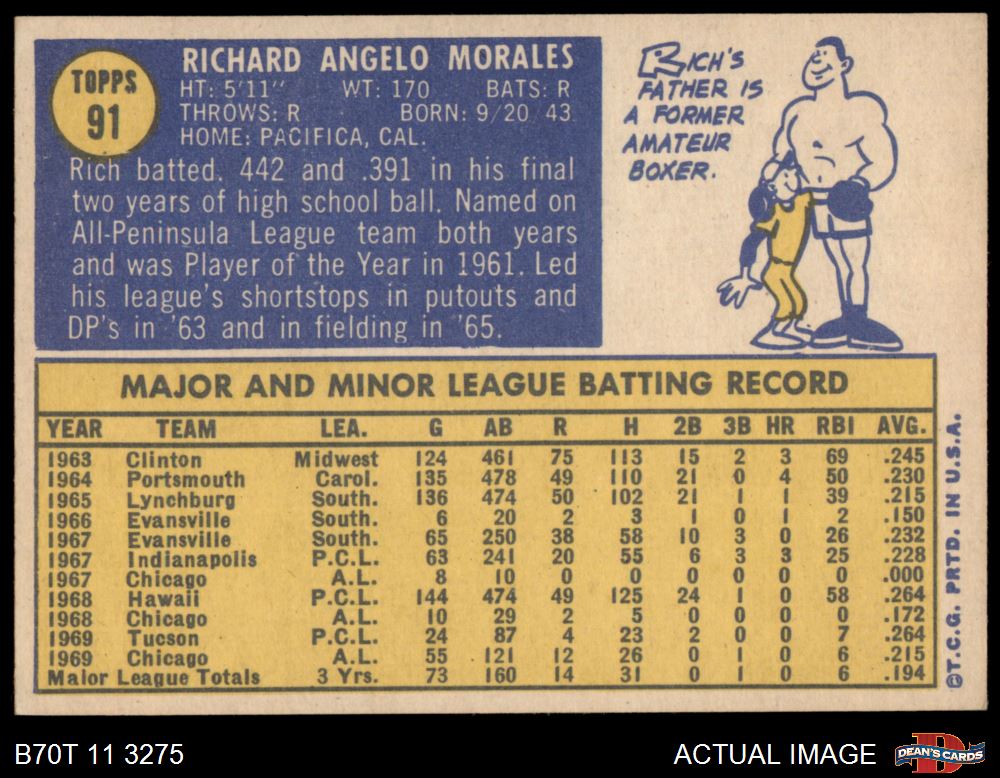 TOPPS
91
RICHARD ANGELO MORALES
HT: 5'11" WT: 170 BATS: R
THROWS: R BORN: 9/20 43
HOME: PACIFICA, CAL.
Rich batted. 442 and .391 in his final
two years of high school ball. Named on
All-Peninsula League team both years
and was Player of the Year in 1961. Led
his league's shortstops in putouts and
DP's in '63 and in fielding in '65.
RICH'S
FATHER IS
A FORMER
AMATEUR
BOXER.
MAJOR AND MINOR LEAGUE BATTING RECORD
YEAR TEAM LEA. G AB R H 2B 3B HR RBI AVG.
1963 Clinton Midwest 124 461 75 113 15 2 3 69 .245
1964 Portsmouth Carol. 135 478 49 110 21 0 4 50 .230
1965 Lynchburg South. 136 474 50 102 21 1 1 39 .215
1966 Evansville South. 6 20 2 3 1 0 1 2 .150
1967 Evansville South. 65 250 38 58 10 3 0 26 .232
1967 Indianapolis P.C.L. 63 241 20 55 6 3 3 25 .228
1967 Chicago A.L. 8 10 0 0 0 0 0 0 .000
1968 Hawaii P.C.L. 144 474 49 125 24 1 0 58 .264
1968 Chicago A.L. 10 29 2 5 0 0 0 0 .172
1969 Tucson P.C.L. 24 87 4 23 2 0 0 7 .264
1969 Chicago A.L. 55 121 12 26 0 1 0 6 .215
Major League Totals 3 Yrs. 73 160 14 31 0 1 0 6 .194
©T.C.G. PRTD. IN U.S.A.
B70T 11 3275
ACTUAL IMAGE
DEAN'S CARDS